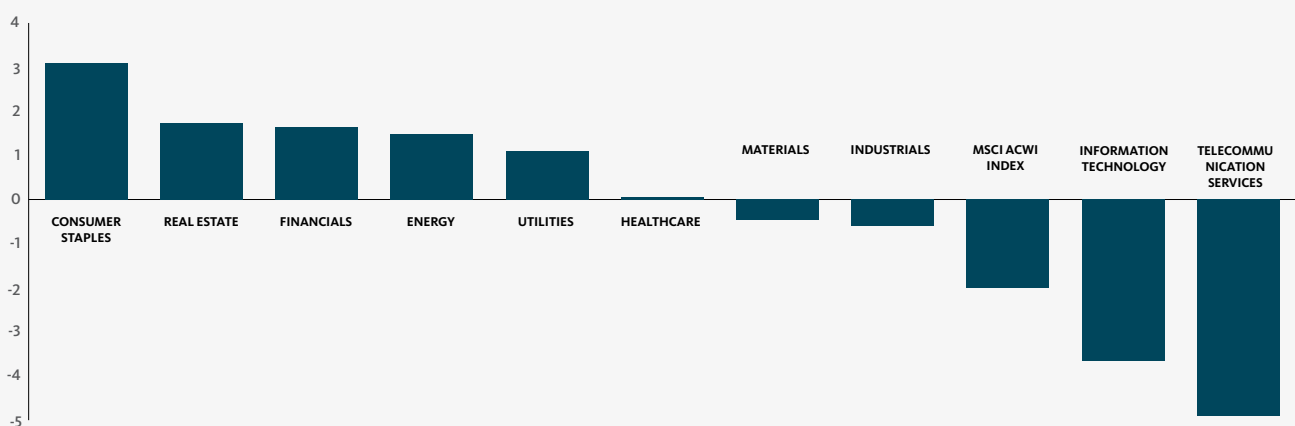 4
3
2
1
0
-1
-2
-3
-4
-5
CONSUMER
STAPLES
REAL ESTATE
FINANCIALS
ENERGY
UTILITIES
HEALTHCARE
MATERIALS
INDUSTRIALS
MSCI ACWI
INDEX
INFORMATION
TECHNOLOGY
TELECOMMU
NICATION
SERVICES